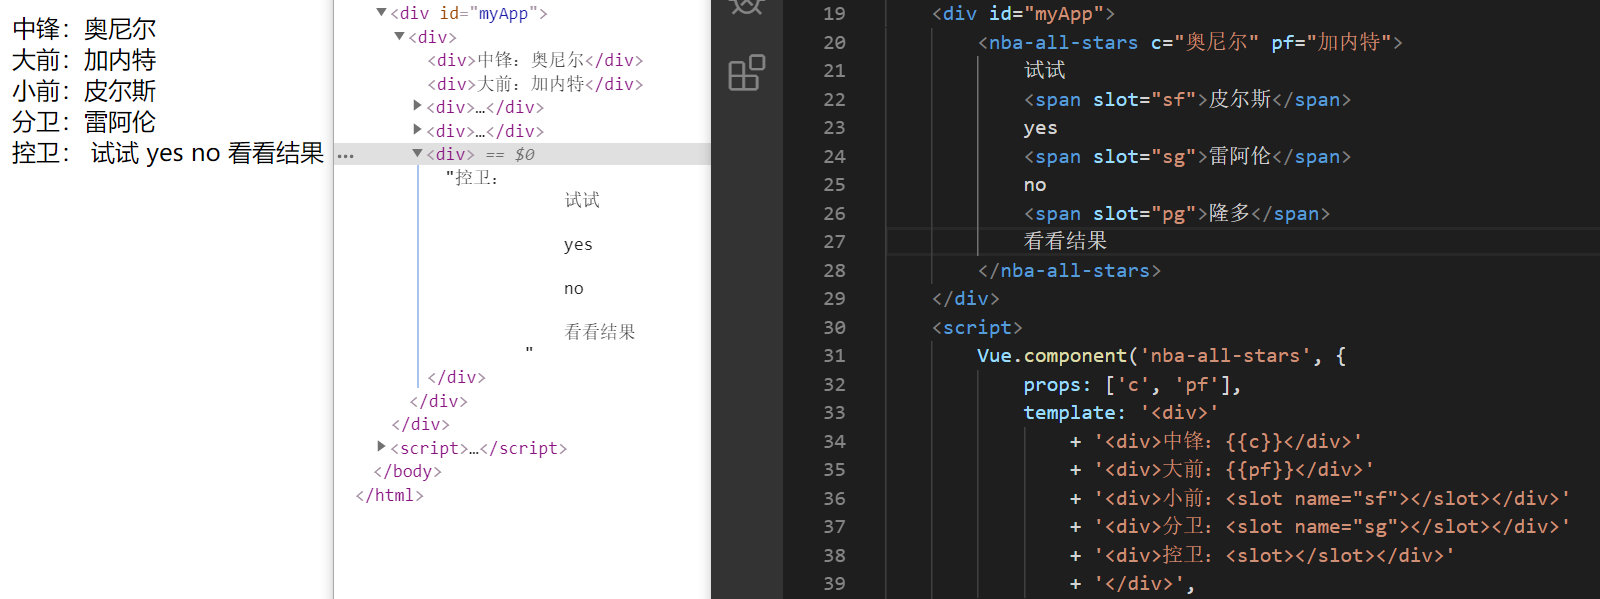 中锋：奥尼尔
大前：加内特
小前：皮尔斯
分卫：雷阿伦
控卫： 试试 yes no 看看结果
▼<div id="myApp">
▼<div>
<div>中锋：奥尼尔</div>
<div>大前：加内特</div>
▶<div>…</div>
▶<div>…</div>
… ▼<div> == $0
"控卫：
试试
yes
no
看看结果
"
</div>
</div>
</div>
▶<script>…</script>
</body>
</html>
19 <div id="myApp">
20 <nba-all-stars c="奥尼尔" pf="加内特">
21 试试
22 <span slot="sf">皮尔斯</span>
23 yes
24 <span slot="sg">雷阿伦</span>
25 no
26 <span slot="pg">隆多</span>
27 看看结果
28 </nba-all-stars>
29 </div>
30 <script>
31 Vue.component('nba-all-stars', {
32 props: ['c', 'pf'],
33 template: '<div>'
34 + '<div>中锋：{{c}}</div>'
35 + '<div>大前：{{pf}}</div>'
36 + '<div>小前：<slot name="sf"></slot></div>'
37 + '<div>分卫：<slot name="sg"></slot></div>'
38 + '<div>控卫：<slot></slot></div>'
39 + '</div>',